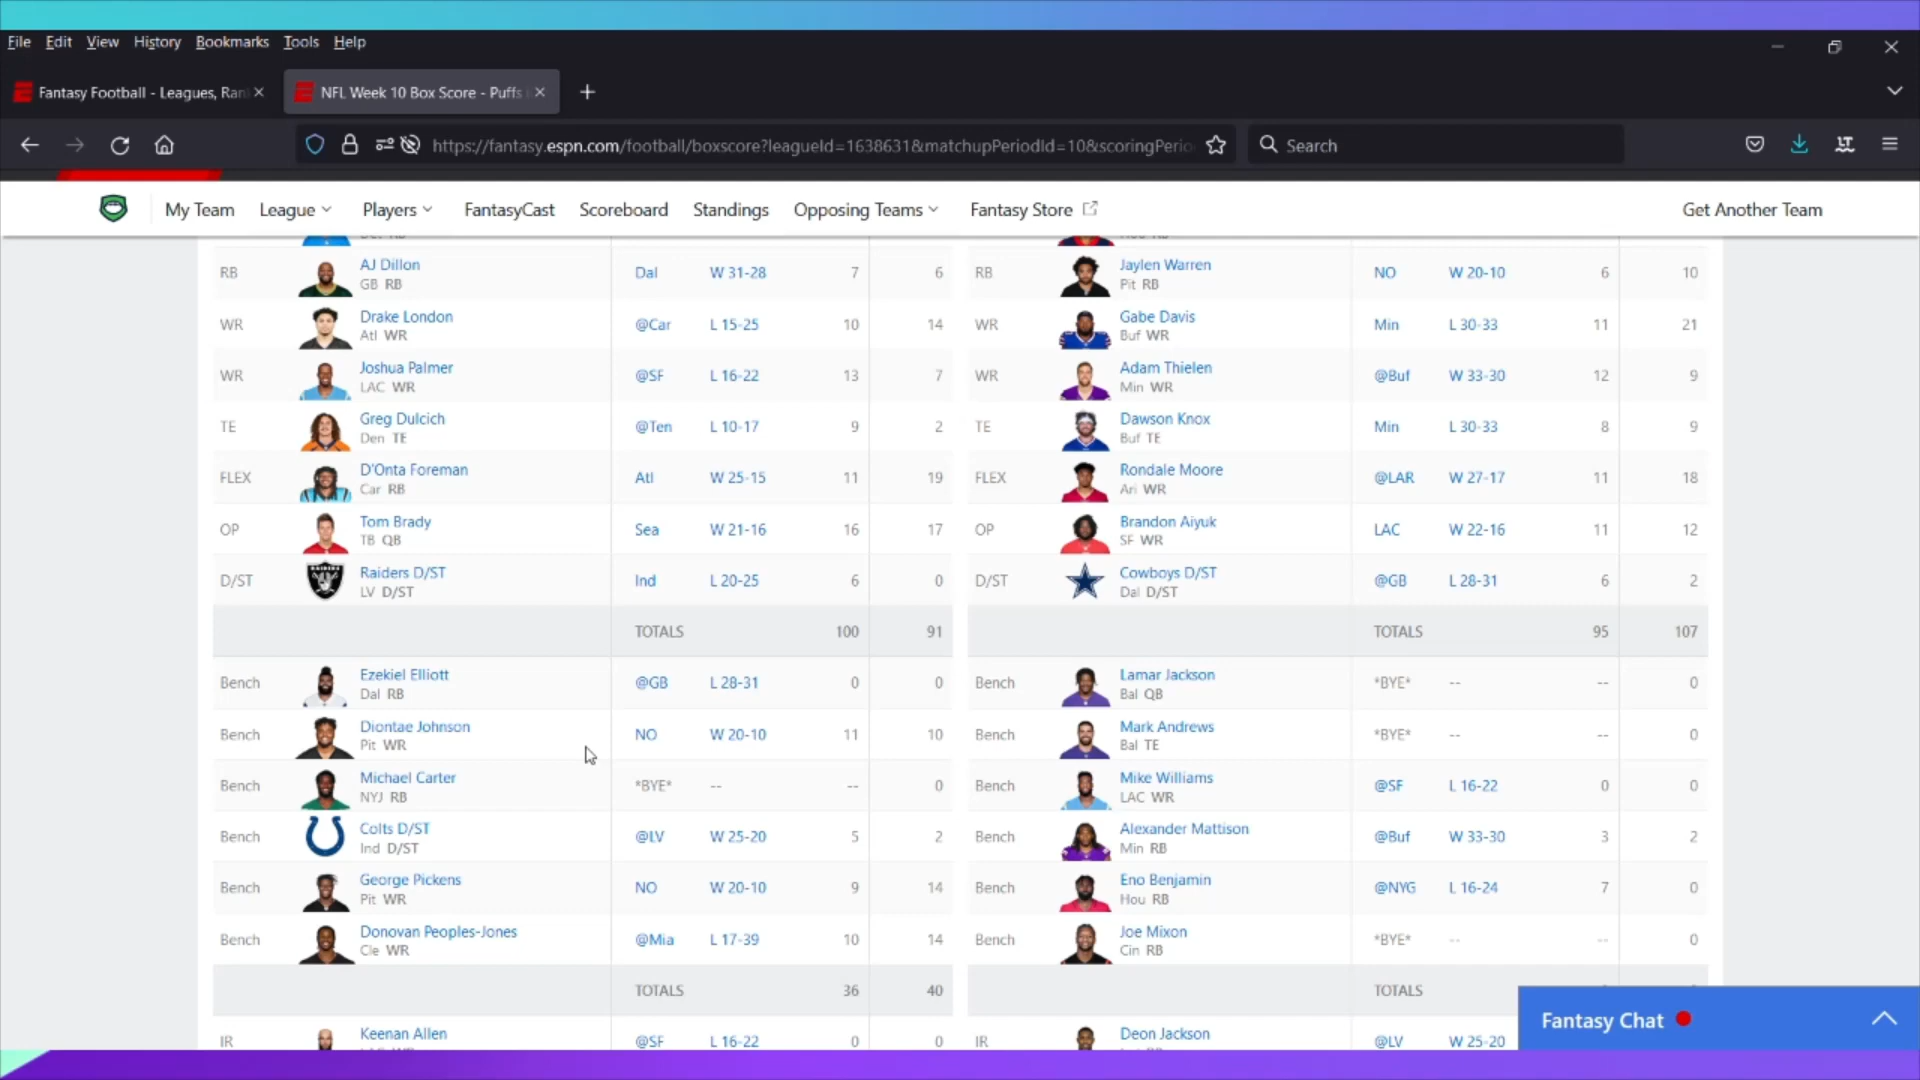 File Edit View History Bookmarks Tools Help
Fantasy Football - Leagues, Ran
NFL Week 10 Box Score - Puffs
https://fantasy.espn.com/football/boxscore?leagueId=1638631&matchupPeriodId=10&scoringPerio
Search
My Team League Players FantasyCast Scoreboard Standings Opposing Teams Fantasy Store Get Another Team
RB AJ Dillon Dal W 31-28 7 6 RB Jaylen Warren NO W 20-10 6 10
GB RB Pit RB
WR Drake London @Car L 15-25 10 14 WR Gabe Davis Min L 30-33 11 21
Atl WR Buf WR
WR Joshua Palmer @SF L 16-22 13 7 WR Adam Thielen @Buf W 33-30 12 9
LAC WR Min WR
TE Greg Dulcich @Ten L 10-17 9 2 TE Dawson Knox Min L 30-33 8 9
Den TE Buf TE
FLEX D'Onta Foreman Atl W 25-15 11 19 FLEX Rondale Moore @LAR W 27-17 11 18
Car RB Ari WR
OP Tom Brady Sea W 21-16 16 17 OP Brandon Aiyuk LAC W 22-16 11 12
TB QB SF WR
D/ST Raiders D/ST Ind L 20-25 6 0 D/ST Cowboys D/ST @GB L 28-31 6 2
LV D/ST Dal D/ST
TOTALS 100 91 TOTALS 95 107
Bench Ezekiel Elliott @GB L 28-31 0 0 Bench Lamar Jackson *BYE* -- -- 0
Dal RB Bal QB
Bench Diontae Johnson NO W 20-10 11 10 Bench Mark Andrews *BYE* -- -- 0
Pit WR Bal TE
Bench Michael Carter *BYE* -- -- 0 Bench Mike Williams @SF L 16-22 0 0
NYJ RB LAC WR
Bench Colts D/ST @LV W 25-20 5 2 Bench Alexander Mattison @Buf W 33-30 3 2
Ind D/ST Min RB
Bench George Pickens NO W 20-10 9 14 Bench Eno Benjamin @NYG L 16-24 7 0
Pit WR Hou RB
Bench Donovan Peoples-Jones @Mia L 17-39 10 14 Bench Joe Mixon *BYE* -- -- 0
Cle WR Cin RB
TOTALS 36 40 TOTALS
IR Keenan Allen @SF L 16-22 0 0 IR Deon Jackson @LV W 25-20
Fantasy Chat